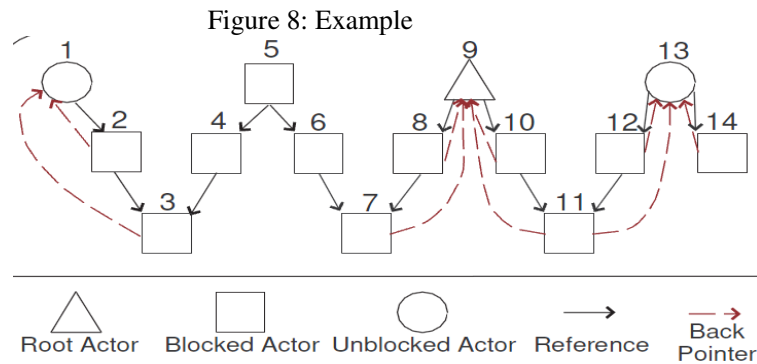 Figure 8: Example
1 5 9 13
2 4 6 8 10 12 14
3 7 11
Root Actor Blocked Actor Unblocked Actor Reference Back
Pointer